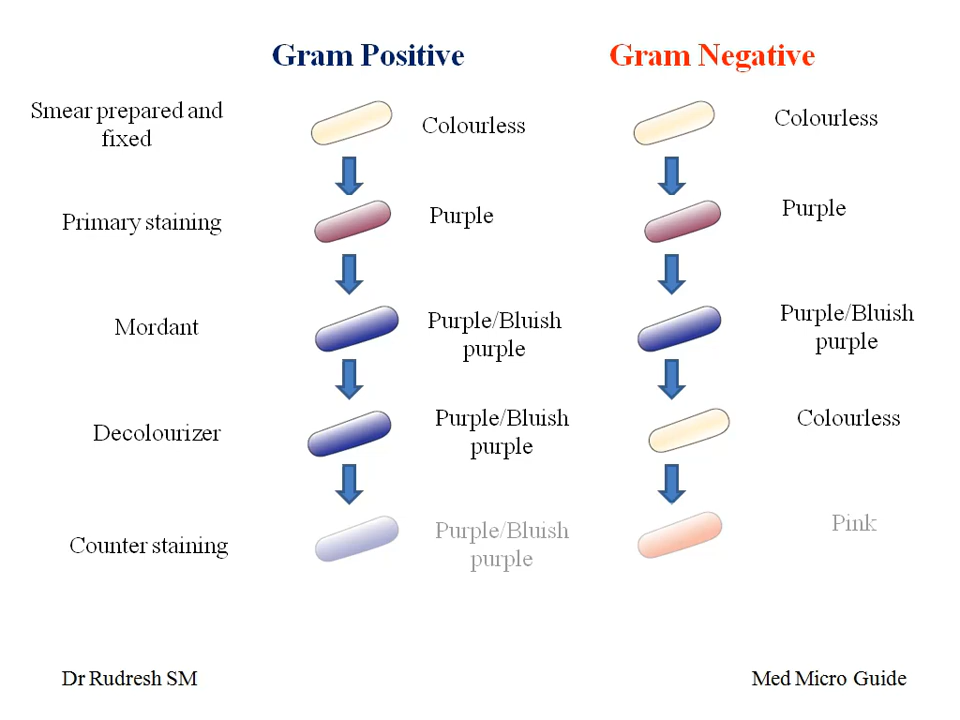 Gram Positive
Gram Negative
Smear prepared and
fixed
Colourless
Colourless
Primary staining
Purple
Purple
Mordant
Purple/Bluish
purple
Purple/Bluish
purple
Decolourizer
Purple/Bluish
purple
Colourless
Counter staining
Purple/Bluish
purple
Pink
Dr Rudresh SM
Med Micro Guide